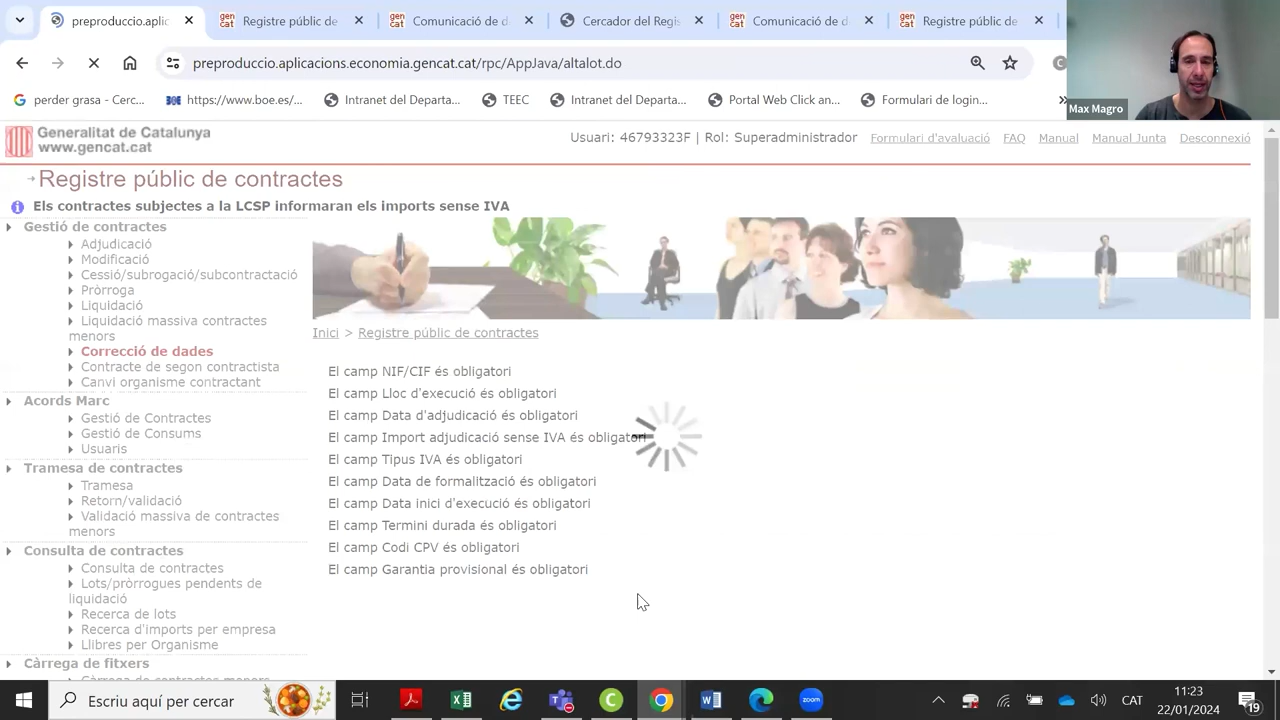 preproduccio.aplic
Registre públic de
Comunicació de d
Cercador del Regis
Comunicació de d
Registre públic de
preproduccio.aplicacions.economia.gencat.cat/rpc/AppJava/altalot.do
Max Magro
perder grasa - Cerc...
https://www.boe.es/...
Intranet del Departa...
TEEC
Intranet del Departa...
Portal Web Click an...
Formulari de login...
Generalitat de Catalunya
www.gencat.cat
Usuari: 46793323F | Rol: Superadministrador
Formulari d'avaluació
FAQ
Manual
Manual Junta
Desconnexió
Registre públic de contractes
Els contractes subjectes a la LCSP informaran els imports sense IVA
Gestió de contractes
Adjudicació
Modificació
Cessió/subrogació/subcontractació
Pròrroga
Liquidació
Liquidació massiva contractes
menors
Correcció de dades
Contracte de segon contractista
Canvi organisme contractant
Acords Marc
Gestió de Contractes
Gestió de Consums
Usuaris
Tramesa de contractes
Tramesa
Retorn/validació
Validació massiva de contractes
menors
Consulta de contractes
Consulta de contractes
Lots/pròrrogues pendents de
liquidació
Recerca de lots
Recerca d'imports per empresa
Llibres per Organisme
Càrrega de fitxers
Càrrega de contractes menors
Inici > Registre públic de contractes
El camp NIF/CIF és obligatori
El camp Lloc d'execució és obligatori
El camp Data d'adjudicació és obligatori
El camp Import adjudicació sense IVA és obligatori
El camp Tipus IVA és obligatori
El camp Data de formalització és obligatori
El camp Data inici d'execució és obligatori
El camp Termini durada és obligatori
El camp Codi CPV és obligatori
El camp Garantia provisional és obligatori
Escriu aquí per cercar
CAT
11:23
22/01/2024
19